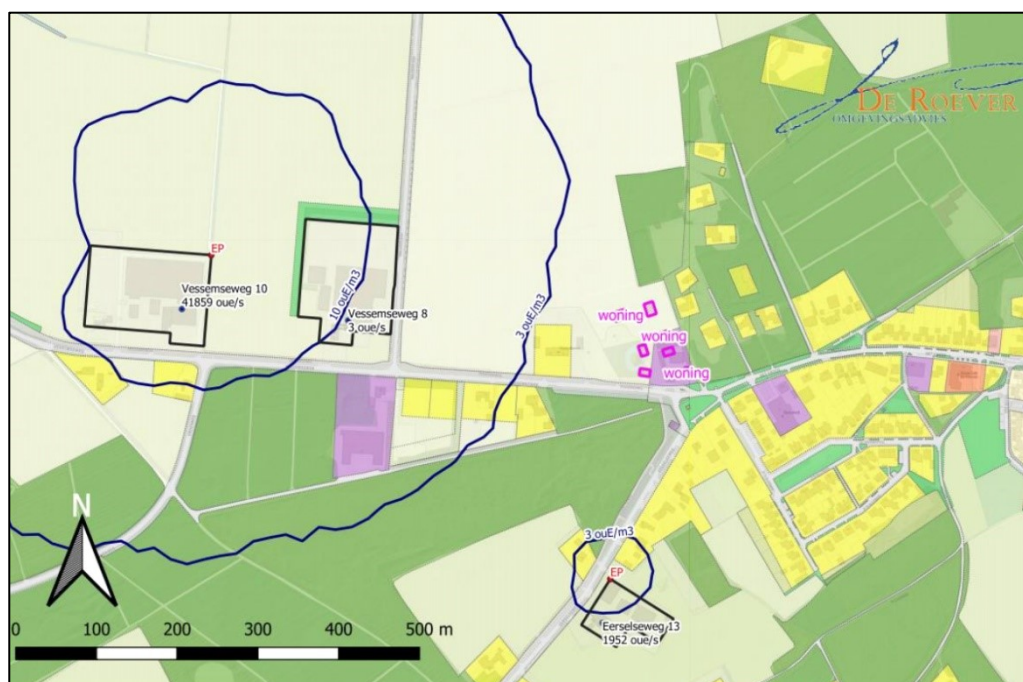 DE ROEVER
OMGEVINGSADVIES
EP
Vessemseweg 10
41859 oue/s
10 ouE/m3
Vessemseweg 8
3 oue/s
3 ouE/m3
woning
woning
woning
3 ouE/m3
EP
Eerselseweg 13
1952 oue/s
N
0 100 200 300 400 500 m